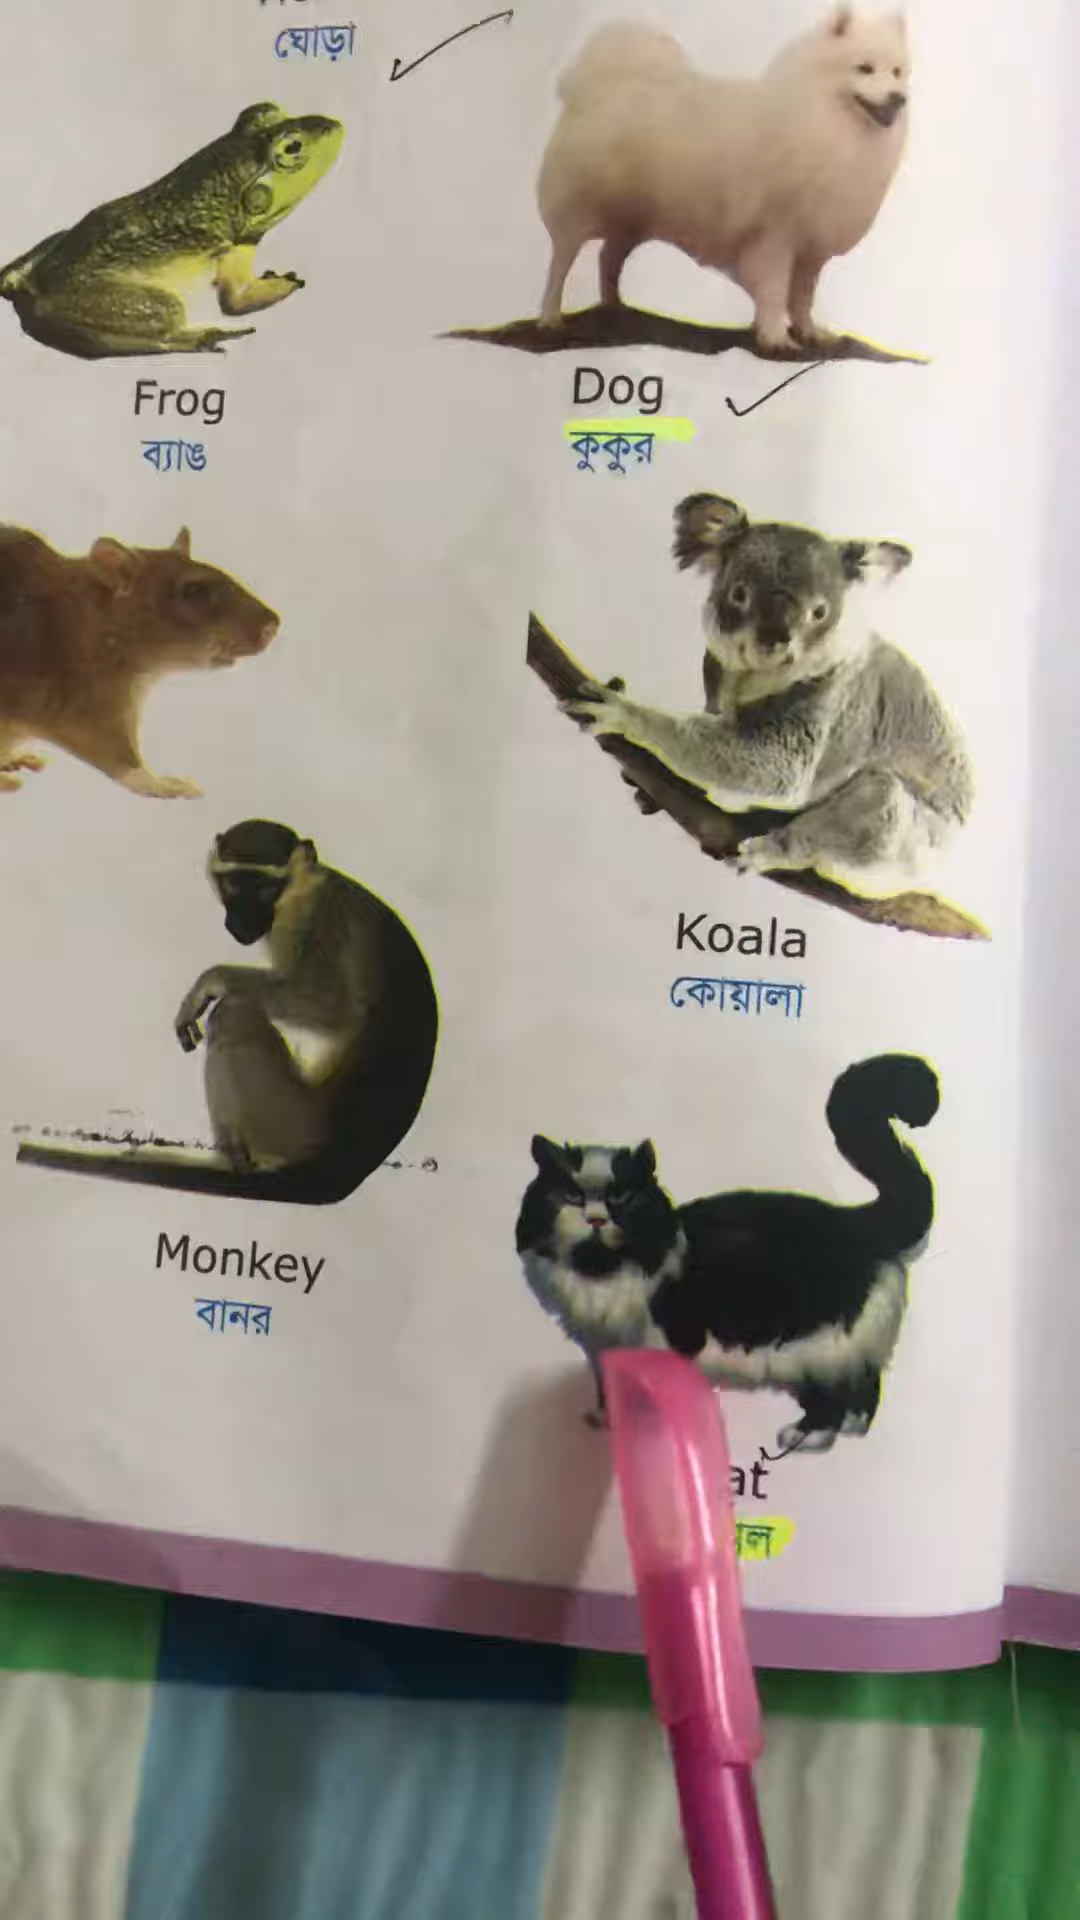 ঘোড়া
Frog
ব্যাঙ
Dog
কুকুর
Koala
কোয়ালা
Monkey
বানর